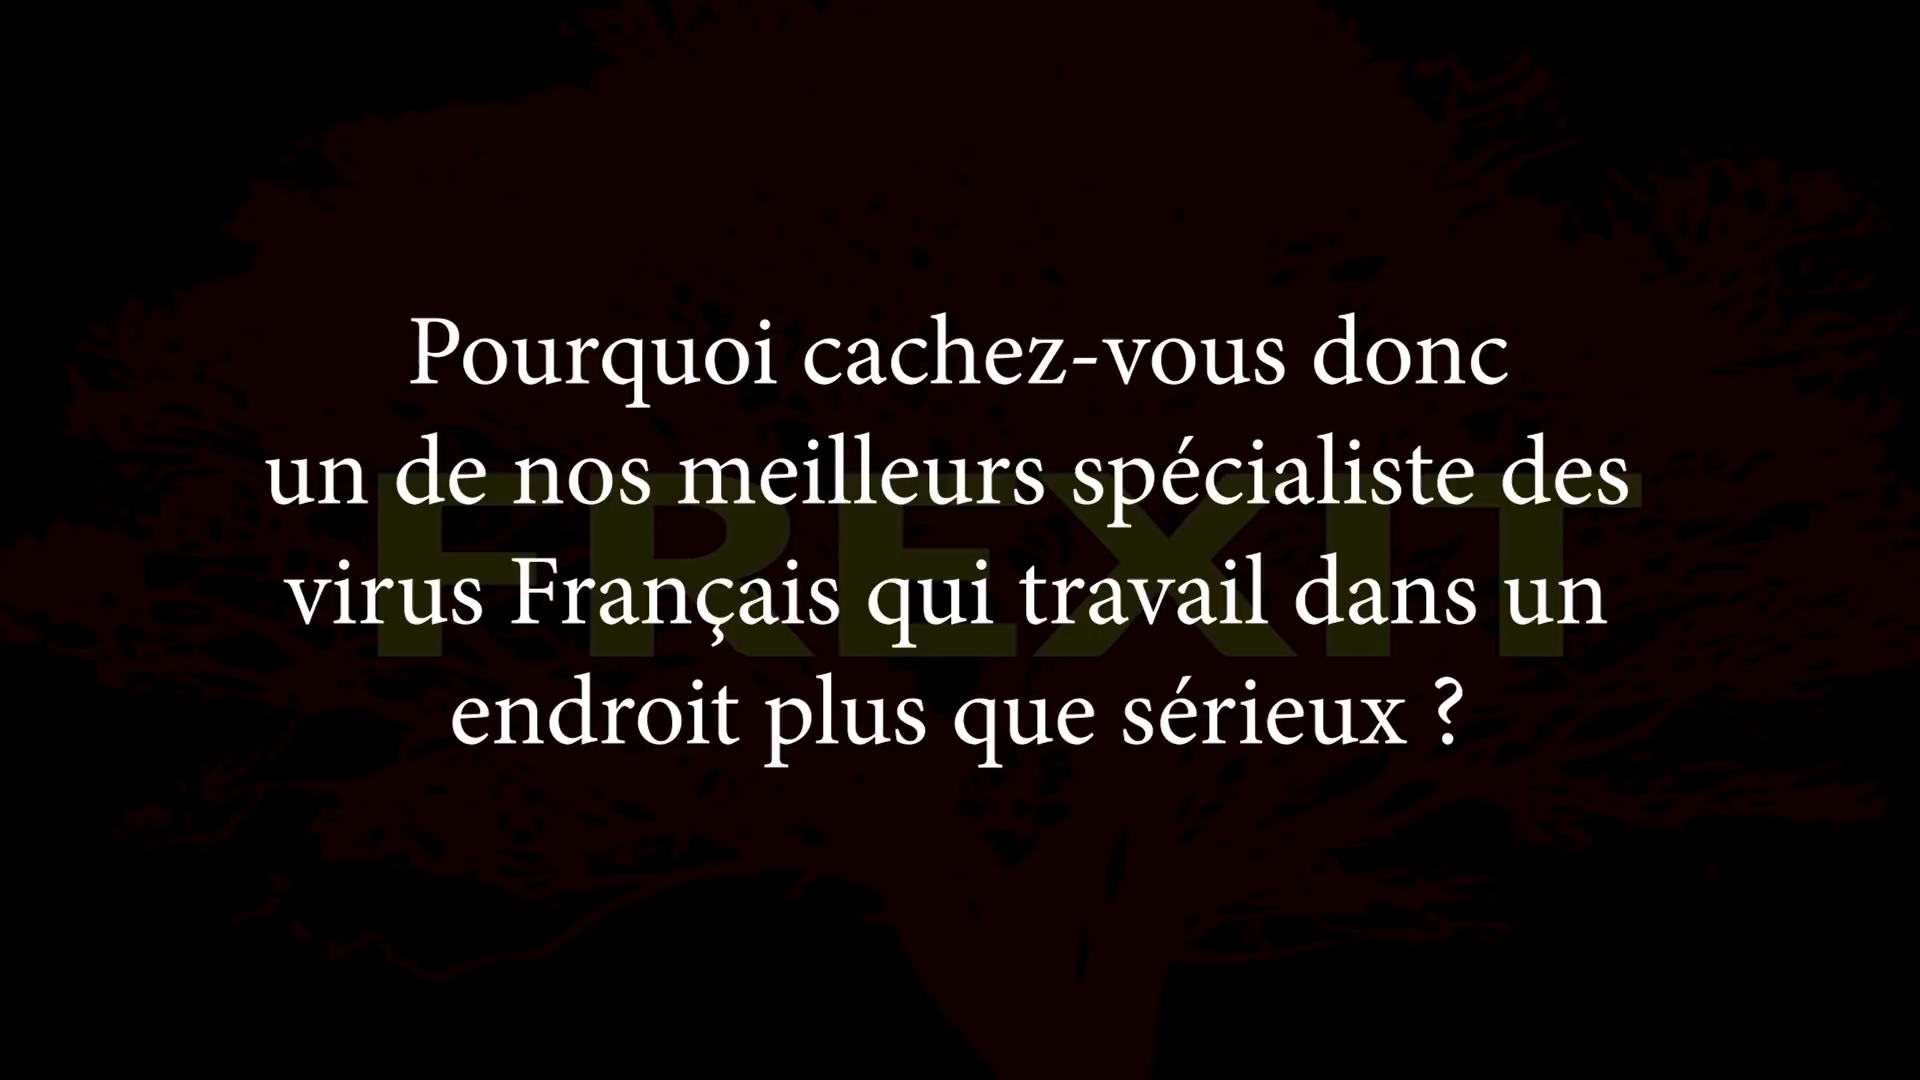 Pourquoi cachez-vous donc
un de nos meilleurs spécialiste des
FREXIT
virus Français qui travail dans un
endroit plus que sérieux ?